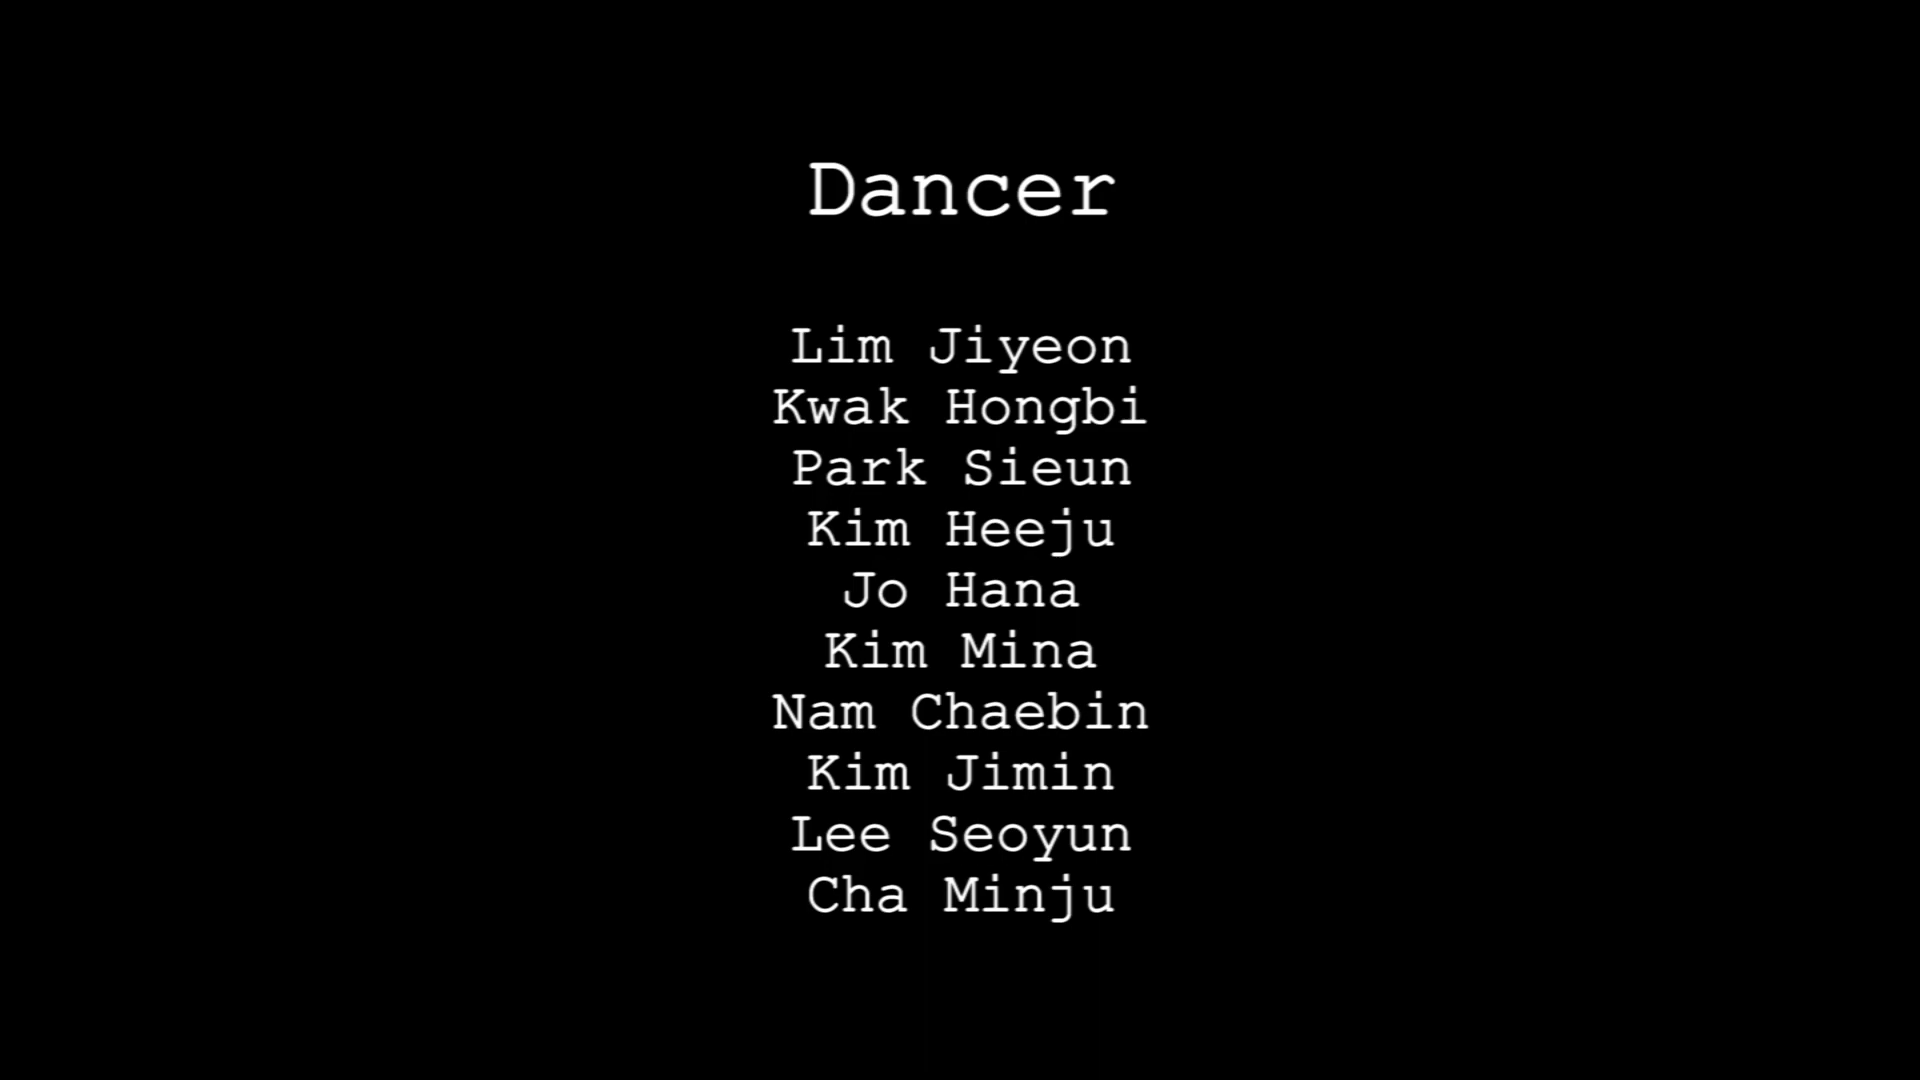 Dancer
Lim Jiyeon
Kwak Hongbi
Park Sieun
Kim Heeju
Jo Hana
Kim Mina
Nam Chaebin
Kim Jimin
Lee Seoyun
Cha Minju